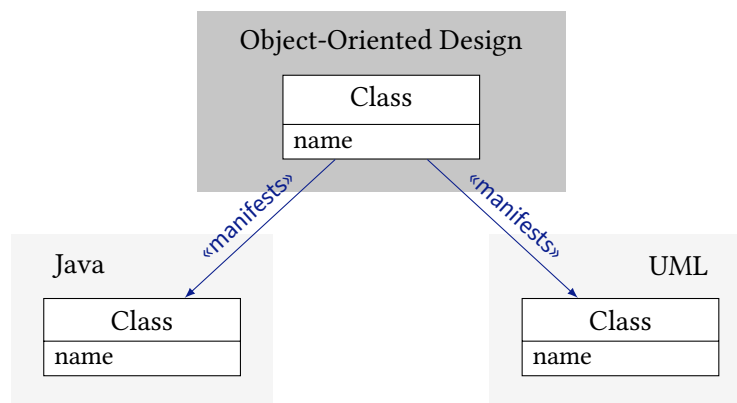 Object-Oriented Design
Class
name
«manifests»
«manifests»
Java
UML
Class
name
Class
name